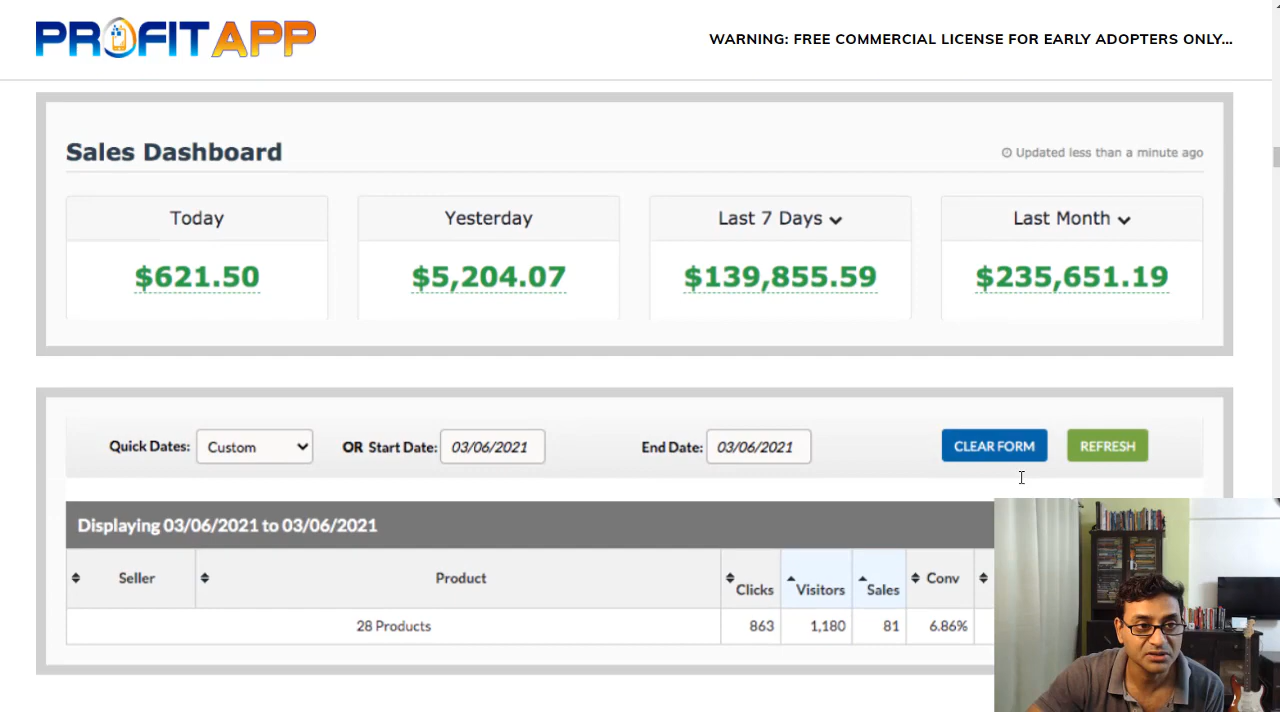 PROFITAPP
WARNING: FREE COMMERCIAL LICENSE FOR EARLY ADOPTERS ONLY...
Sales Dashboard
Updated less than a minute ago
Today Yesterday Last 7 Days Last Month
$621.50 $5,204.07 $139,855.59 $235,651.19
Quick Dates: Custom OR Start Date: 03/06/2021 End Date: 03/06/2021 CLEAR FORM REFRESH
Displaying 03/06/2021 to 03/06/2021
Seller Product Clicks Visitors Sales Conv
28 Products 863 1,180 81 6.86%